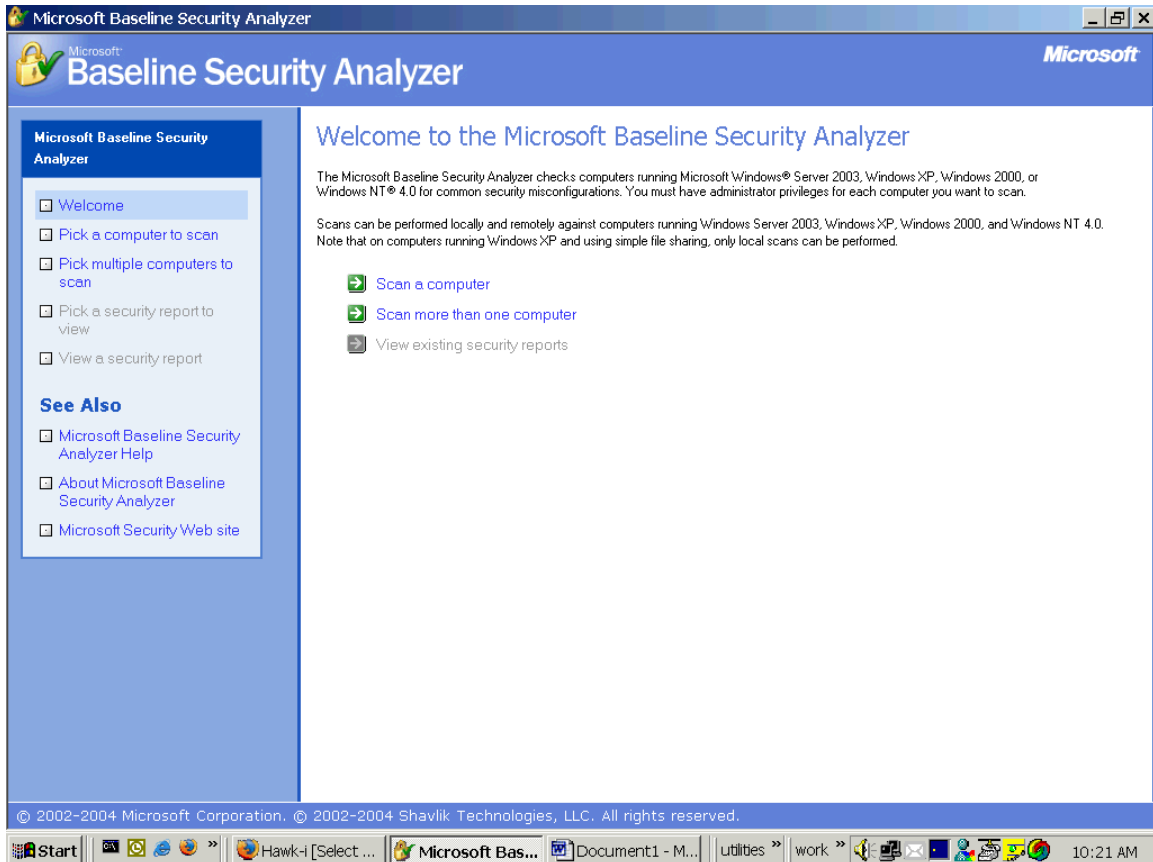 Microsoft Baseline Security Analyzer
Microsoft
Baseline Security Analyzer
Microsoft
Microsoft Baseline Security
Analyzer
Welcome
Pick a computer to scan
Pick multiple computers to
scan
Pick a security report to
view
View a security report
See Also
Microsoft Baseline Security
Analyzer Help
About Microsoft Baseline
Security Analyzer
Microsoft Security Web site
Welcome to the Microsoft Baseline Security Analyzer
The Microsoft Baseline Security Analyzer checks computers running Microsoft Windows® Server 2003, Windows XP, Windows 2000, or
Windows NT® 4.0 for common security misconfigurations. You must have administrator privileges for each computer you want to scan.
Scans can be performed locally and remotely against computers running Windows Server 2003, Windows XP, Windows 2000, and Windows NT 4.0.
Note that on computers running Windows XP and using simple file sharing, only local scans can be performed.
Scan a computer
Scan more than one computer
View existing security reports
© 2002-2004 Microsoft Corporation. © 2002-2004 Shavlik Technologies, LLC. All rights reserved.
Start » Hawk-i [Select ... Microsoft Bas... Document1 - M... utilities » work » 10:21 AM